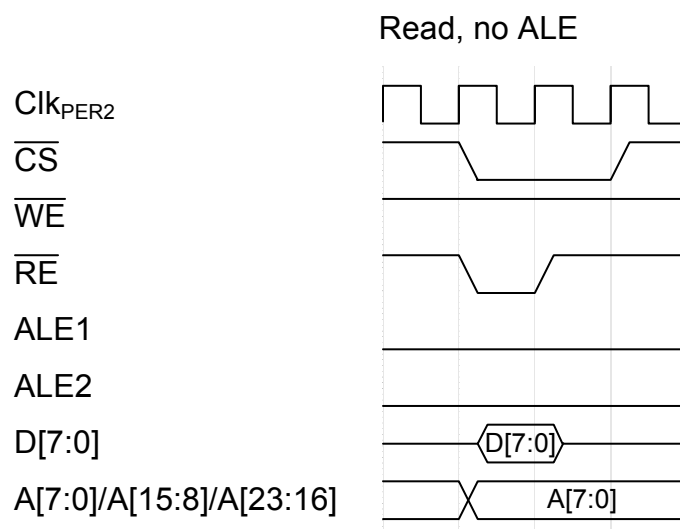 Read, no ALE
ClkPER2
CS
WE
RE
ALE1
ALE2
D[7:0]
D[7:0]
A[7:0]/A[15:8]/A[23:16]
A[7:0]